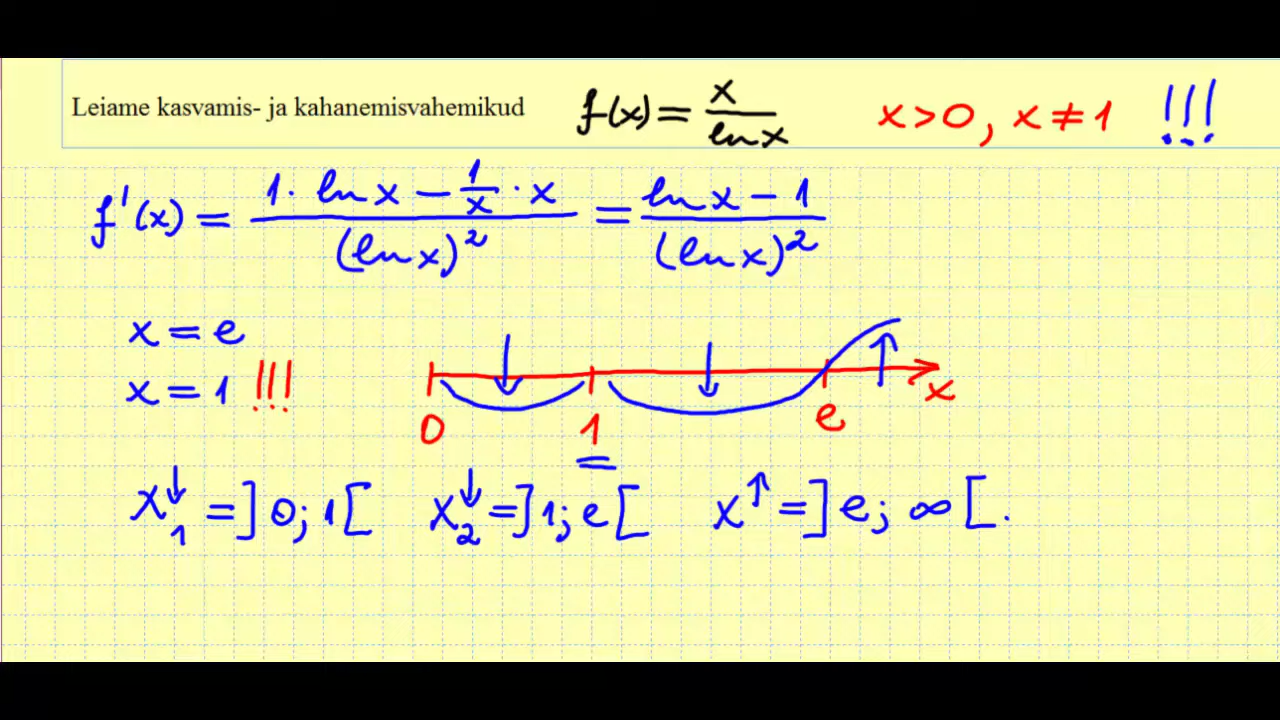 Leiame kasvamis- ja kahanemisvahemikud f(x) = x/ln x x > 0, x ≠ 1 !!!
f'(x) = (1 · ln x − 1/x · x)/(ln x)² = (ln x − 1)/(ln x)²
x = e
x = 1 !!!
0 1 e x
X₁↓ = ]0; 1[ X₂↓ = ]1; e[ X↑ = ]e; ∞[.